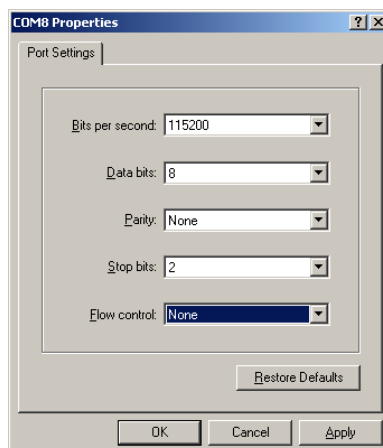 COM8 Properties
Port Settings
Bits per second: 115200
Data bits: 8
Parity: None
Stop bits: 2
Flow control: None
Restore Defaults
OK Cancel Apply